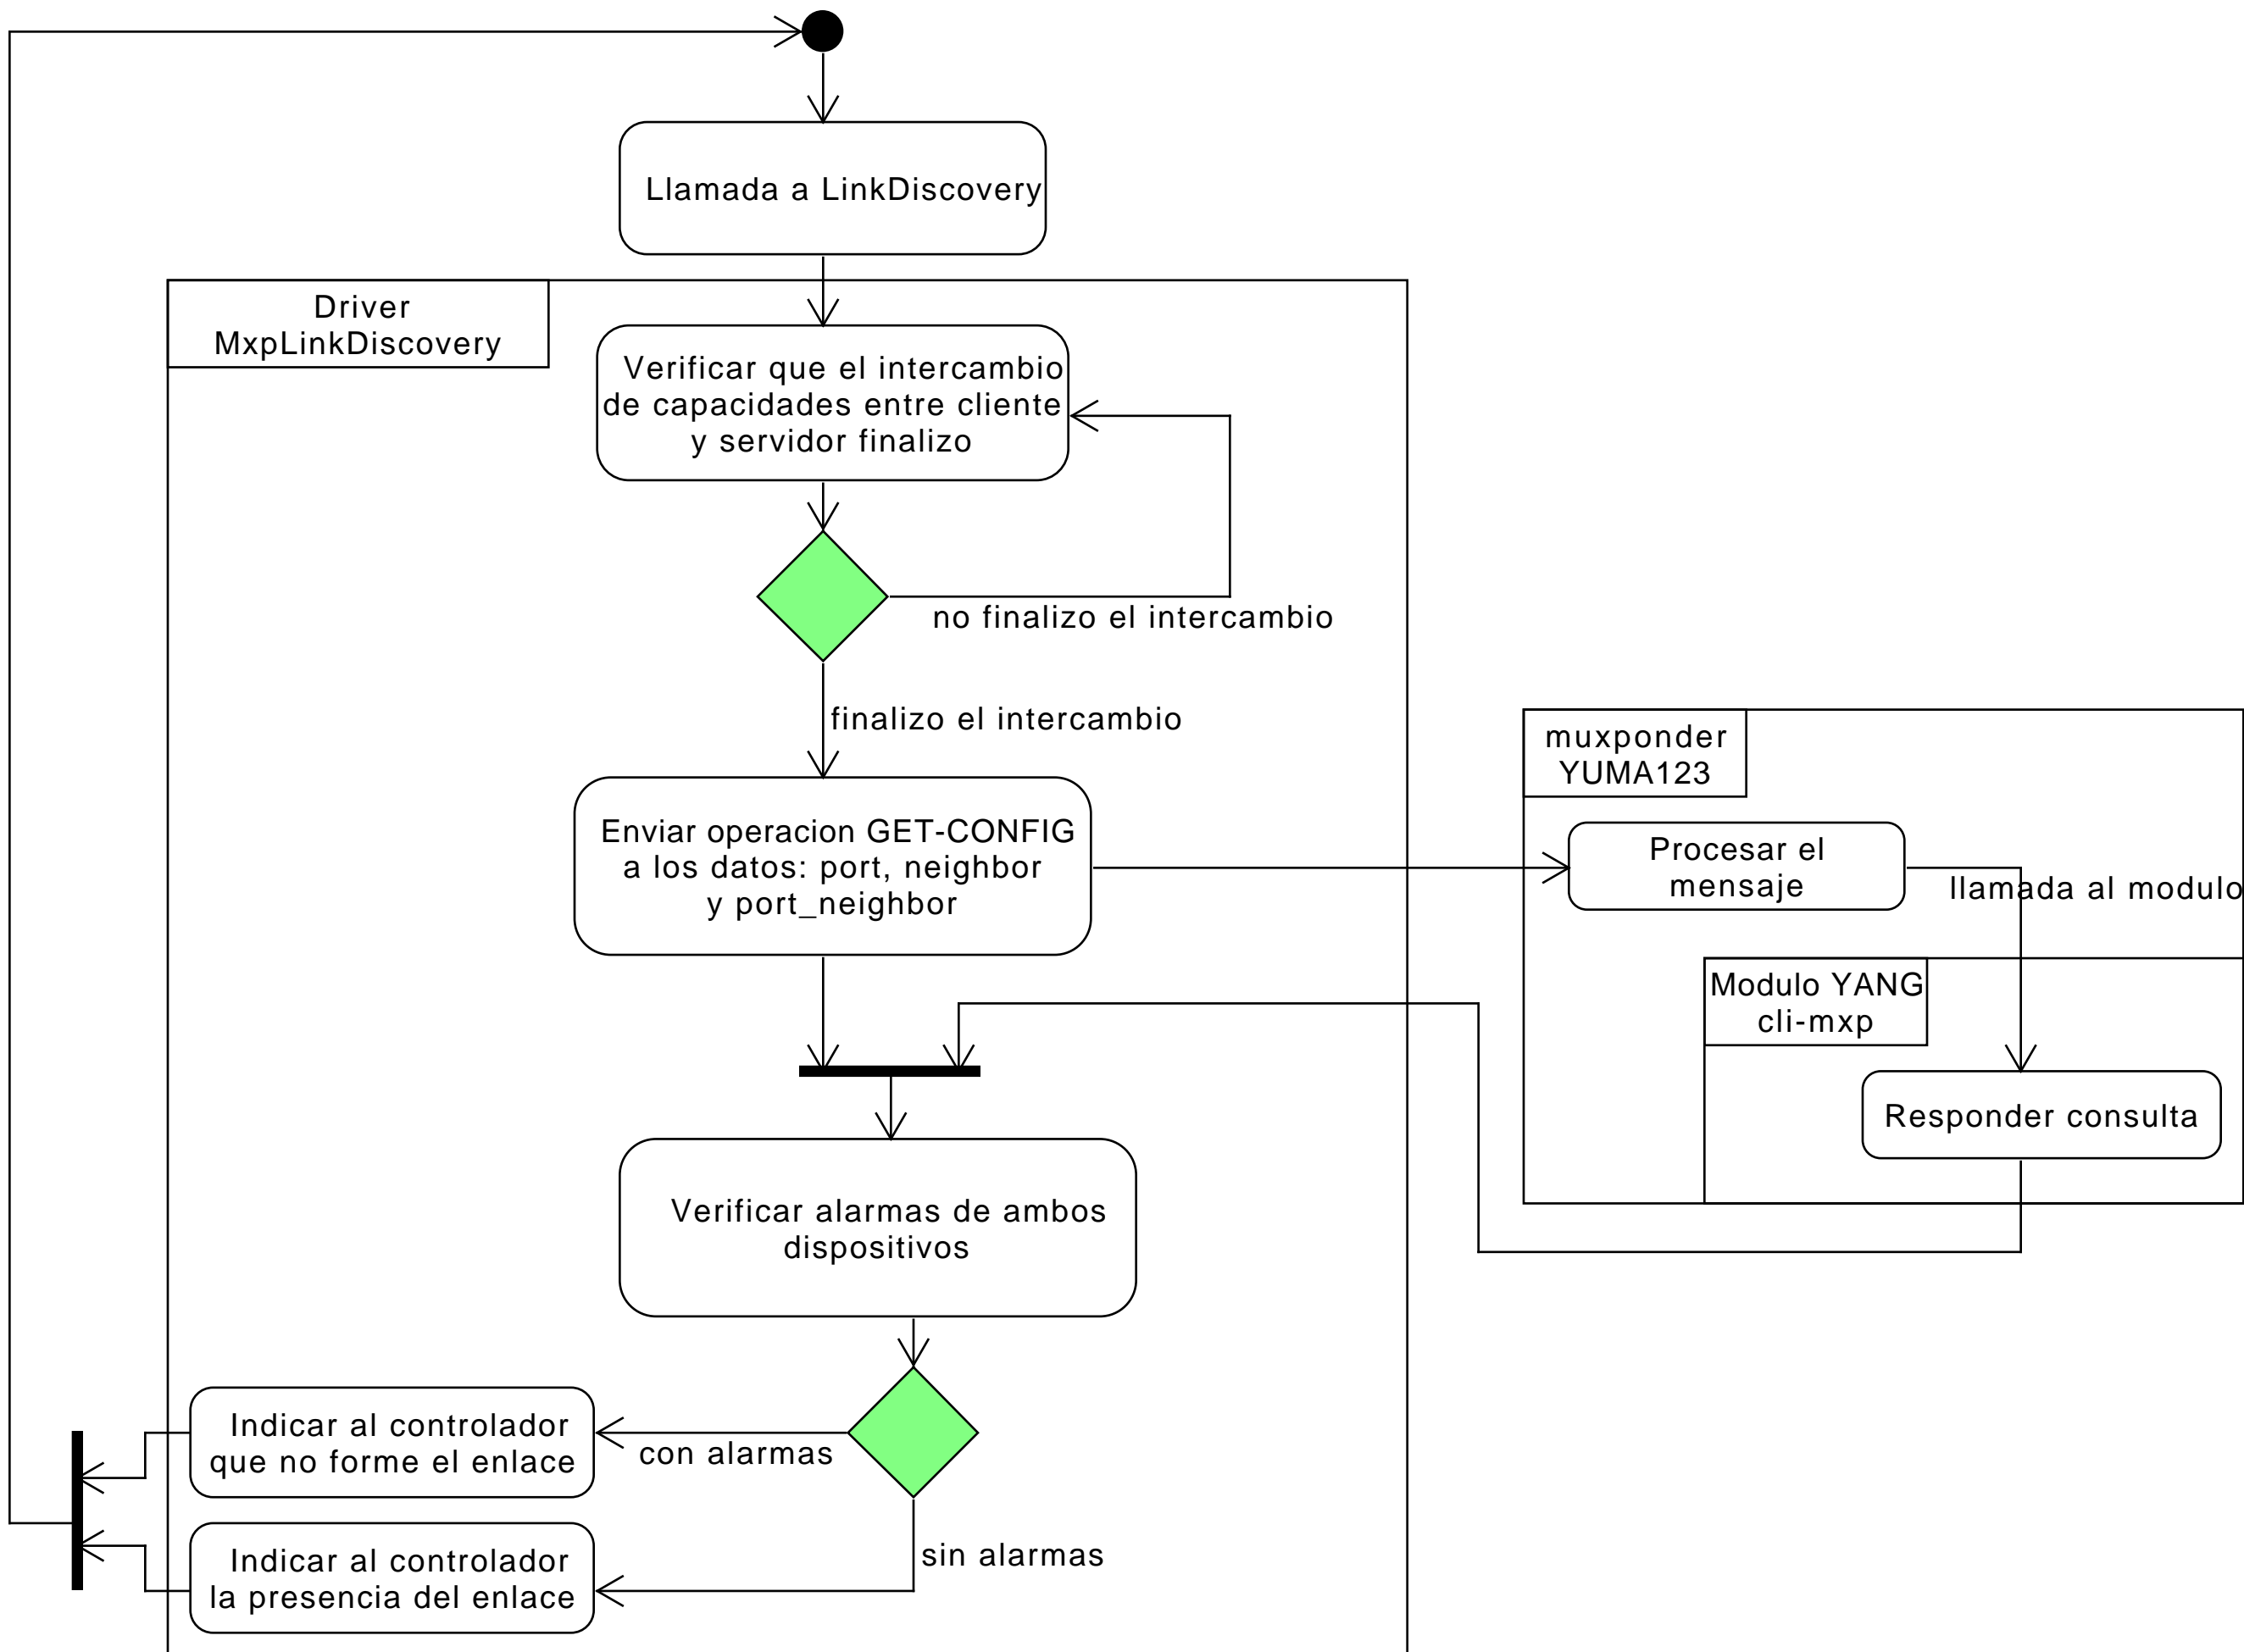 Llamada a LinkDiscovery
Driver
MxpLinkDiscovery
Verificar que el intercambio
de capacidades entre cliente
y servidor finalizo
no finalizo el intercambio
finalizo el intercambio
muxponder
YUMA123
Enviar operacion GET-CONFIG
a los datos: port, neighbor
y port_neighbor
Procesar el
mensaje
llamada al modulo
Modulo YANG
cli-mxp
Responder consulta
Verificar alarmas de ambos
dispositivos
Indicar al controlador
que no forme el enlace
con alarmas
Indicar al controlador
la presencia del enlace
sin alarmas